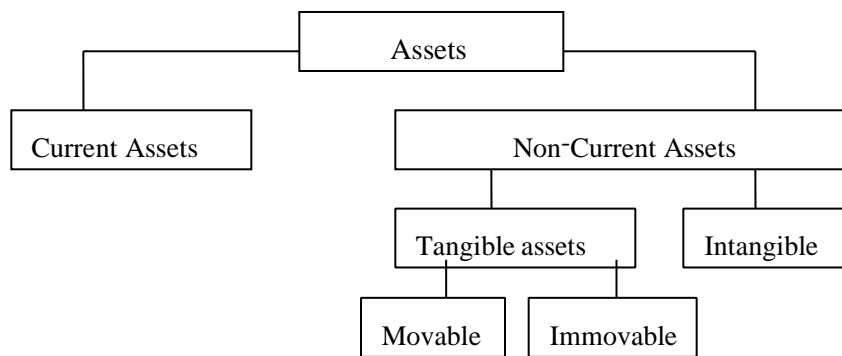 Assets
Current Assets
Non-Current Assets
Tangible assets
Intangible
Movable
Immovable